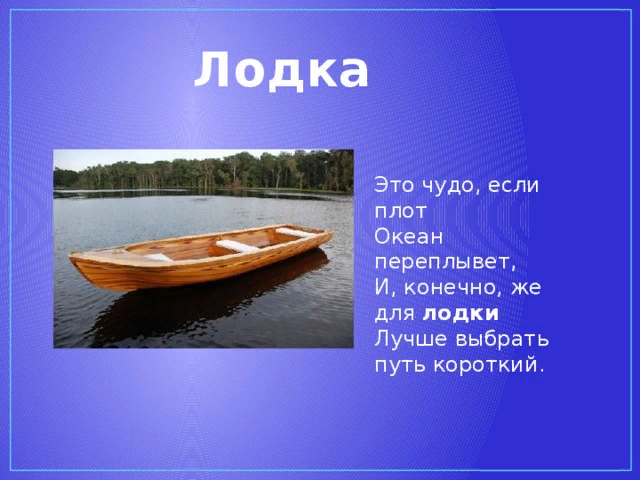 Лодка
Это чудо, если
плот
Океан
переплывет,
И, конечно, же
для лодки
Лучше выбрать
путь короткий.